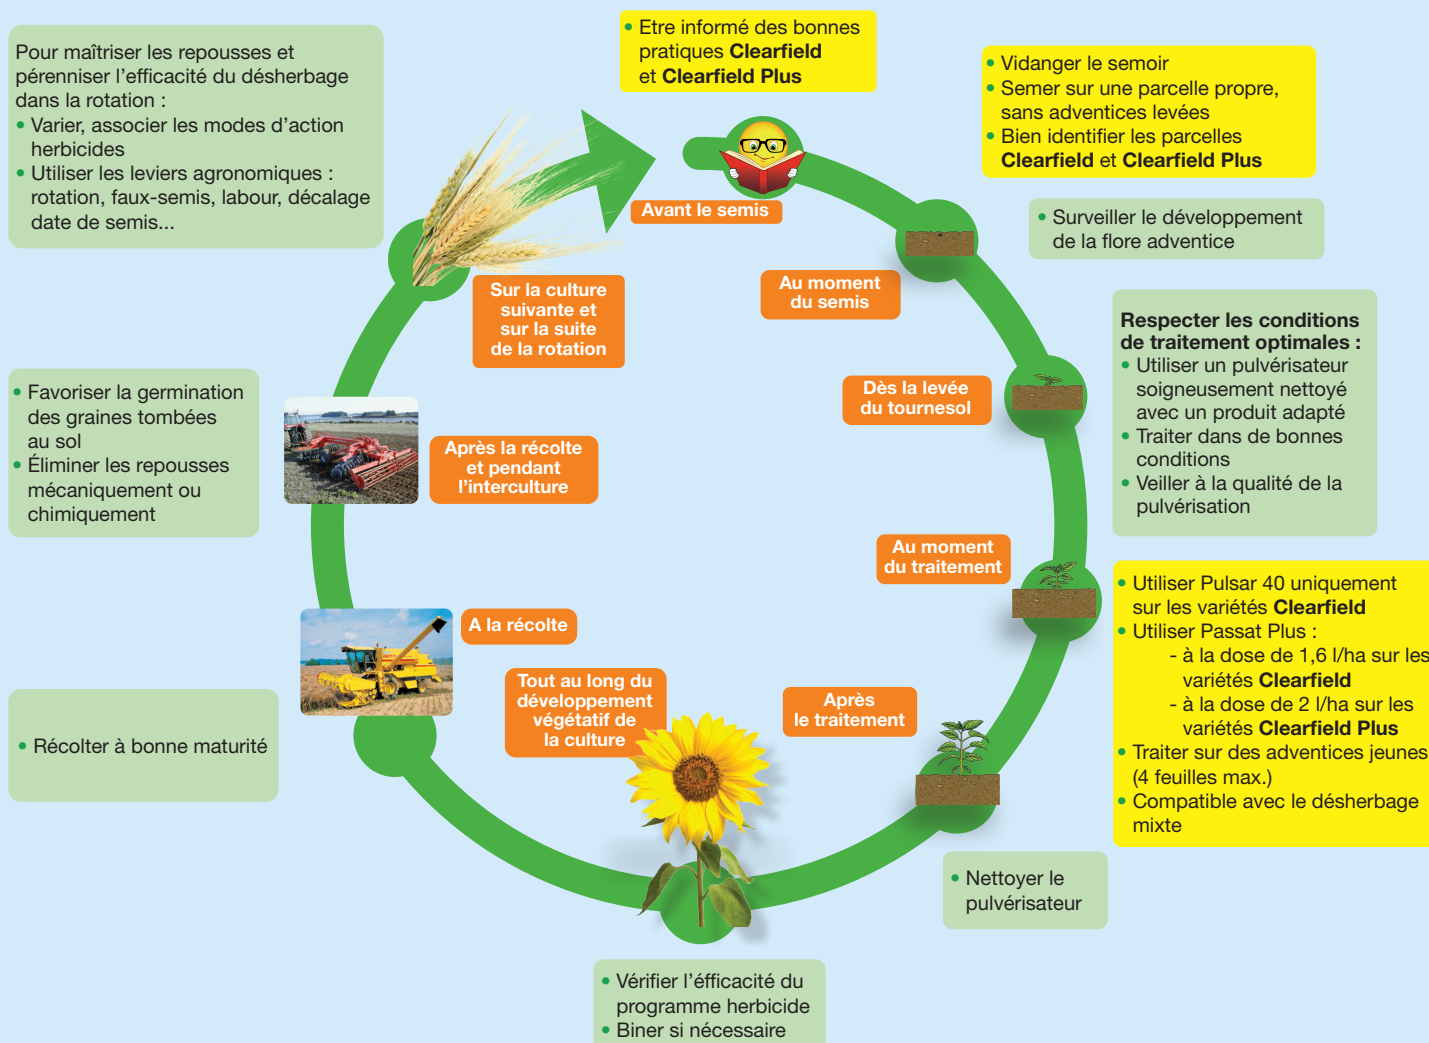 • Etre informé des bonnes
pratiques Clearfield
et Clearfield Plus
Avant le semis
• Vidanger le semoir
• Semer sur une parcelle propre,
sans adventices levées
• Bien identifier les parcelles
Clearfield et Clearfield Plus
Au moment
du semis
• Surveiller le développement
de la flore adventice
Dès la levée
du tournesol
Respecter les conditions
de traitement optimales :
• Utiliser un pulvérisateur
soigneusement nettoyé
avec un produit adapté
• Traiter dans de bonnes
conditions
• Veiller à la qualité de la
pulvérisation
Au moment
du traitement
• Utiliser Pulsar 40 uniquement
sur les variétés Clearfield
• Utiliser Passat Plus :
- à la dose de 1,6 l/ha sur les
variétés Clearfield
- à la dose de 2 l/ha sur les
variétés Clearfield Plus
• Traiter sur des adventices jeunes
(4 feuilles max.)
• Compatible avec le désherbage
mixte
Après
le traitement
• Nettoyer le
pulvérisateur
Tout au long du
développement
végétatif de
la culture
• Vérifier l'éfficacité du
programme herbicide
• Biner si nécessaire
A la récolte
• Récolter à bonne maturité
Après la récolte
et pendant
l'interculture
• Favoriser la germination
des graines tombées
au sol
• Éliminer les repousses
mécaniquement ou
chimiquement
Sur la culture
suivante et
sur la suite
de la rotation
Pour maîtriser les repousses et
pérenniser l'efficacité du désherbage
dans la rotation :
• Varier, associer les modes d'action
herbicides
• Utiliser les leviers agronomiques :
rotation, faux-semis, labour, décalage
date de semis...